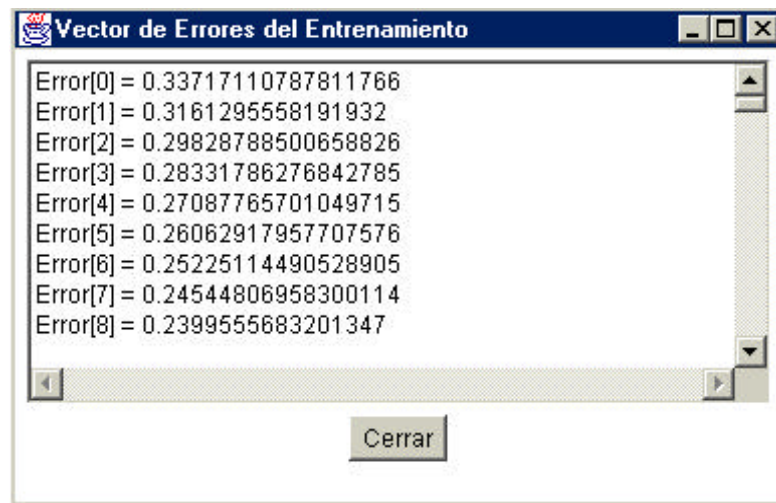 Vector de Errores del Entrenamiento
Error[0] = 0.33717110787811766
Error[1] = 0.3161295558191932
Error[2] = 0.29828788500658826
Error[3] = 0.28331786276842785
Error[4] = 0.27087765701049715
Error[5] = 0.26062917957707576
Error[6] = 0.25225114490528905
Error[7] = 0.24544806958300114
Error[8] = 0.2399555683201347
Cerrar